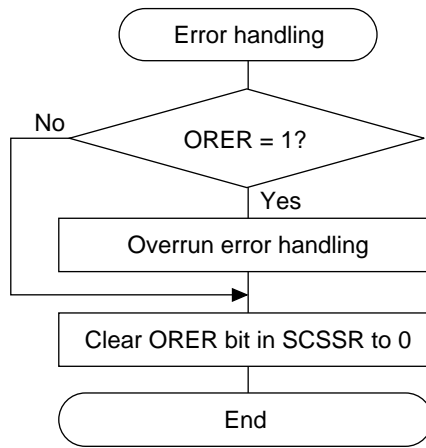 Error handling
No
ORER = 1?
Yes
Overrun error handling
Clear ORER bit in SCSSR to 0
End